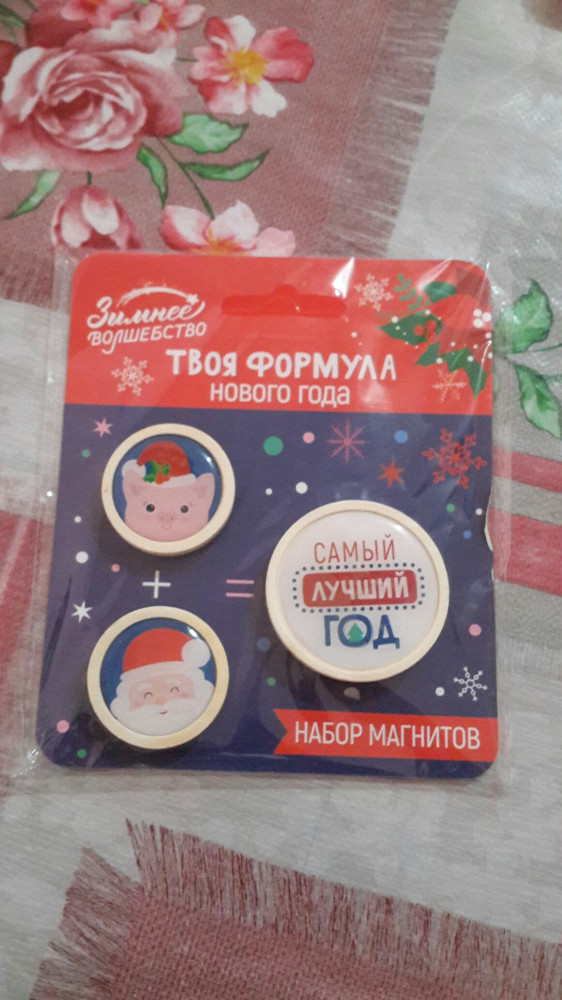 Зимнее
ВОЛШЕБСТВО
ТВОЯ ФОРМУЛА
НОВОГО ГОДА
+
=
САМЫЙ
ЛУЧШИЙ
ГОД
НАБОР МАГНИТОВ